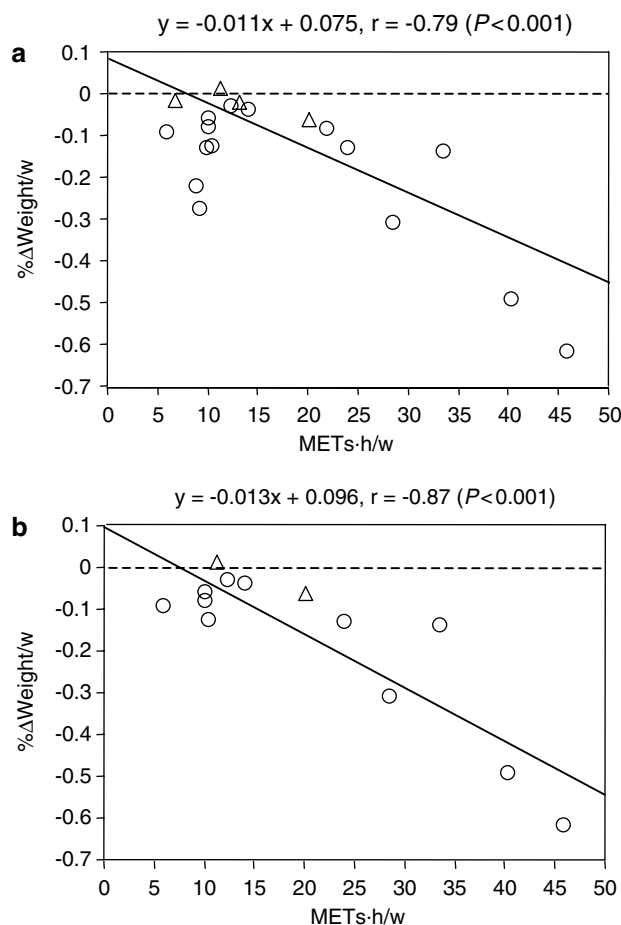 y = -0.011x + 0.075, r = -0.79 (P<0.001)
a
0.1
0
-0.1
-0.2
-0.3
-0.4
-0.5
-0.6
-0.7
%ΔWeight/w
0 5 10 15 20 25 30 35 40 45 50
METs·h/w
y = -0.013x + 0.096, r = -0.87 (P<0.001)
b
0.1
0
-0.1
-0.2
-0.3
-0.4
-0.5
-0.6
-0.7
%ΔWeight/w
0 5 10 15 20 25 30 35 40 45 50
METs·h/w